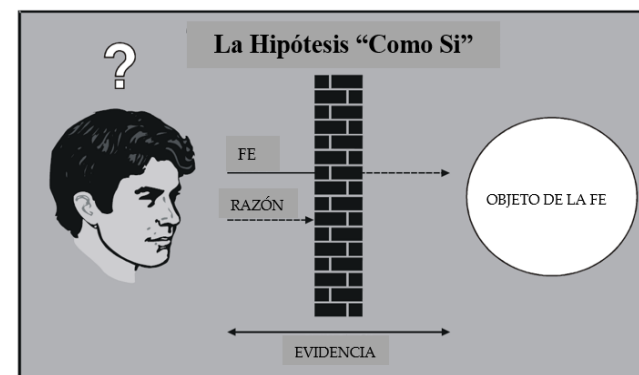 ?
La Hipótesis “Como Si”
FE
RAZÓN
OBJETO DE LA FE
EVIDENCIA